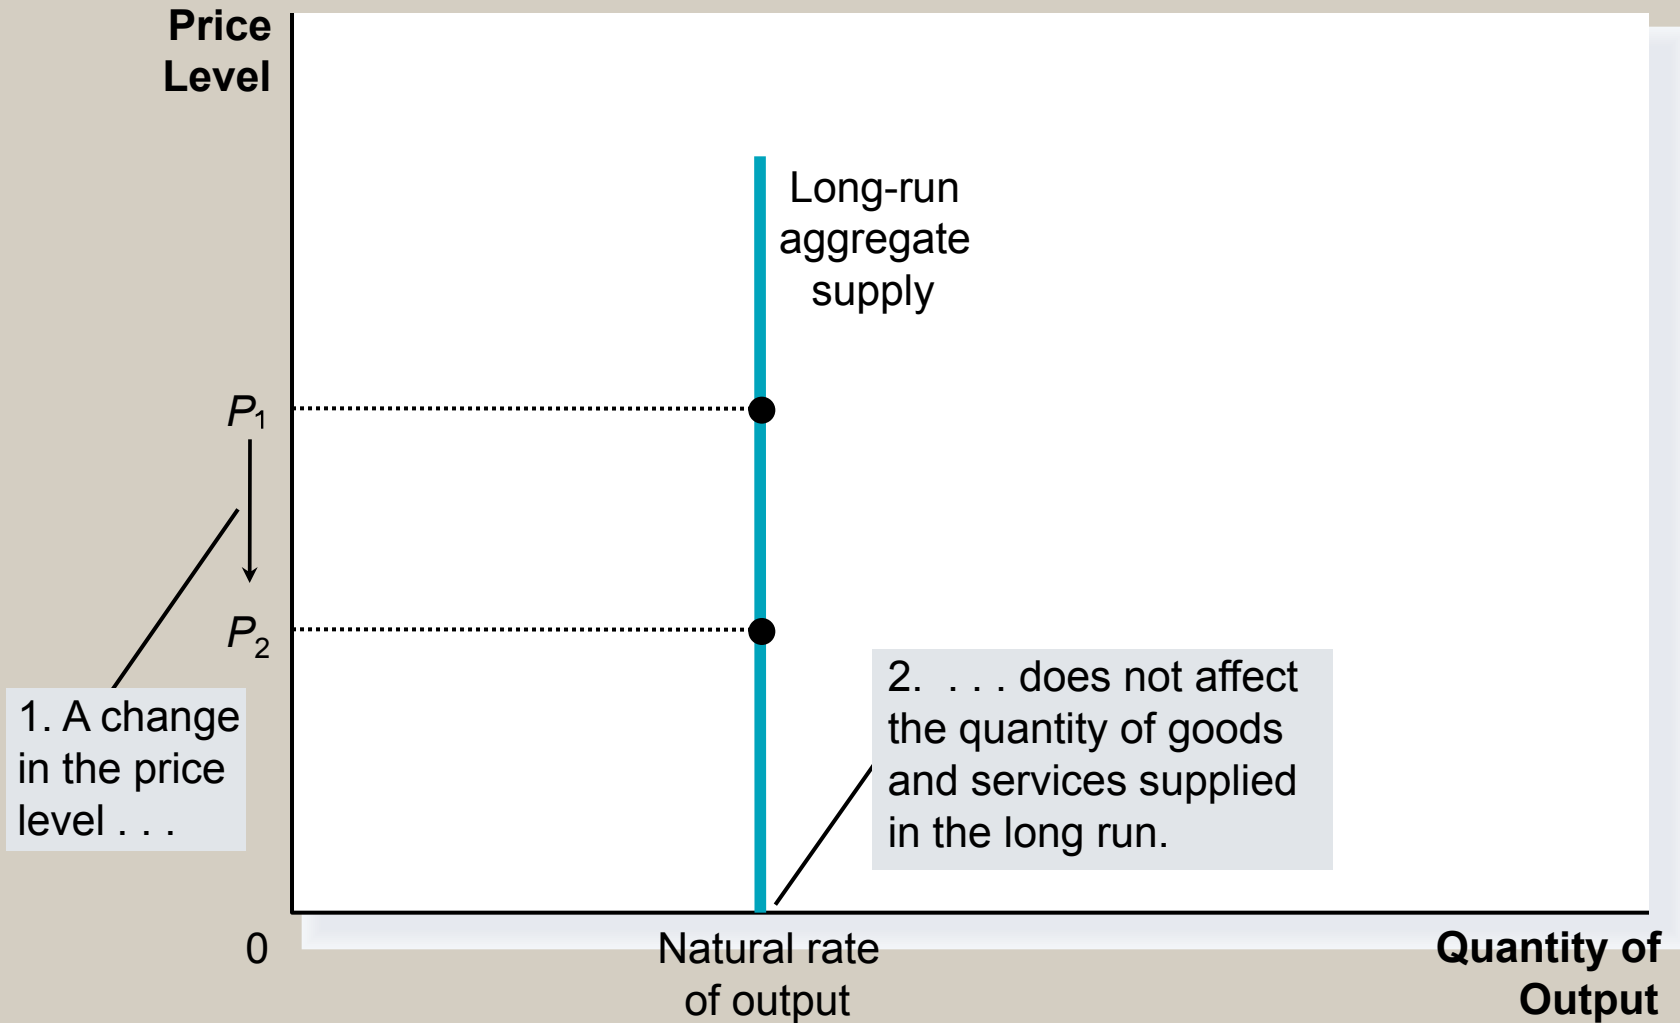 Price
Level
Long-run
aggregate
supply
P₁
P₂
1. A change
in the price
level . . .
2. . . . does not affect
the quantity of goods
and services supplied
in the long run.
0
Natural rate
of output
Quantity of
Output